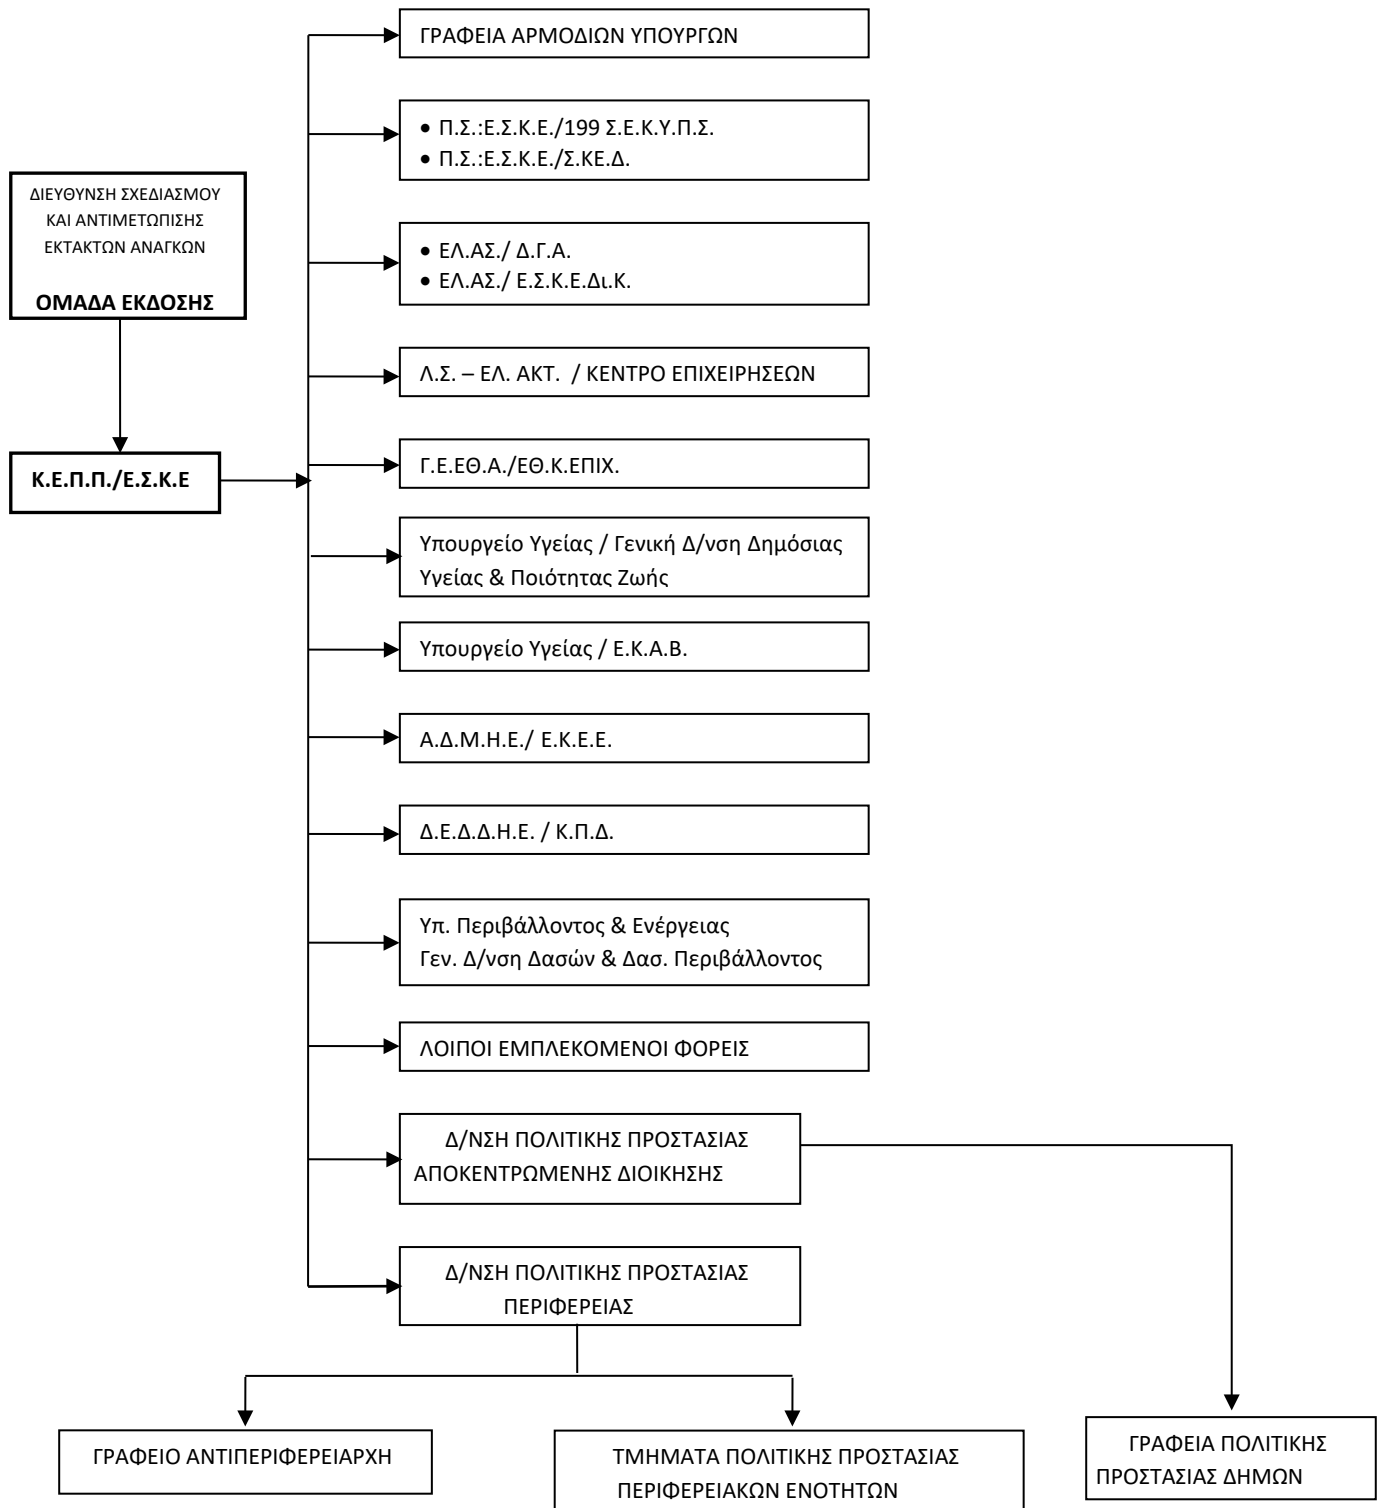 ΓΡΑΦΕΙΑ ΑΡΜΟΔΙΩΝ ΥΠΟΥΡΓΩΝ
• Π.Σ.:Ε.Σ.Κ.Ε./199 Σ.Ε.Κ.Υ.Π.Σ.
• Π.Σ.:Ε.Σ.Κ.Ε./Σ.ΚΕ.Δ.
ΔΙΕΥΘΥΝΣΗ ΣΧΕΔΙΑΣΜΟΥ
ΚΑΙ ΑΝΤΙΜΕΤΩΠΙΣΗΣ
ΕΚΤΑΚΤΩΝ ΑΝΑΓΚΩΝ
ΟΜΑΔΑ ΕΚΔΟΣΗΣ
• ΕΛ.ΑΣ./ Δ.Γ.Α.
• ΕΛ.ΑΣ./ Ε.Σ.Κ.Ε.Δι.Κ.
Λ.Σ. – ΕΛ. ΑΚΤ. / ΚΕΝΤΡΟ ΕΠΙΧΕΙΡΗΣΕΩΝ
Κ.Ε.Π.Π./Ε.Σ.Κ.Ε
Γ.Ε.ΕΘ.Α./ΕΘ.Κ.ΕΠΙΧ.
Υπουργείο Υγείας / Γενική Δ/νση Δημόσιας
Υγείας & Ποιότητας Ζωής
Υπουργείο Υγείας / Ε.Κ.Α.Β.
Α.Δ.Μ.Η.Ε./ Ε.Κ.Ε.Ε.
Δ.Ε.Δ.Δ.Η.Ε. / Κ.Π.Δ.
Υπ. Περιβάλλοντος & Ενέργειας
Γεν. Δ/νση Δασών & Δασ. Περιβάλλοντος
ΛΟΙΠΟΙ ΕΜΠΛΕΚΟΜΕΝΟΙ ΦΟΡΕΙΣ
Δ/ΝΣΗ ΠΟΛΙΤΙΚΗΣ ΠΡΟΣΤΑΣΙΑΣ
ΑΠΟΚΕΝΤΡΩΜΕΝΗΣ ΔΙΟΙΚΗΣΗΣ
Δ/ΝΣΗ ΠΟΛΙΤΙΚΗΣ ΠΡΟΣΤΑΣΙΑΣ
ΠΕΡΙΦΕΡΕΙΑΣ
ΓΡΑΦΕΙΟ ΑΝΤΙΠΕΡΙΦΕΡΕΙΑΡΧΗ
ΤΜΗΜΑΤΑ ΠΟΛΙΤΙΚΗΣ ΠΡΟΣΤΑΣΙΑΣ
ΠΕΡΙΦΕΡΕΙΑΚΩΝ ΕΝΟΤΗΤΩΝ
ΓΡΑΦΕΙΑ ΠΟΛΙΤΙΚΗΣ
ΠΡΟΣΤΑΣΙΑΣ ΔΗΜΩΝ